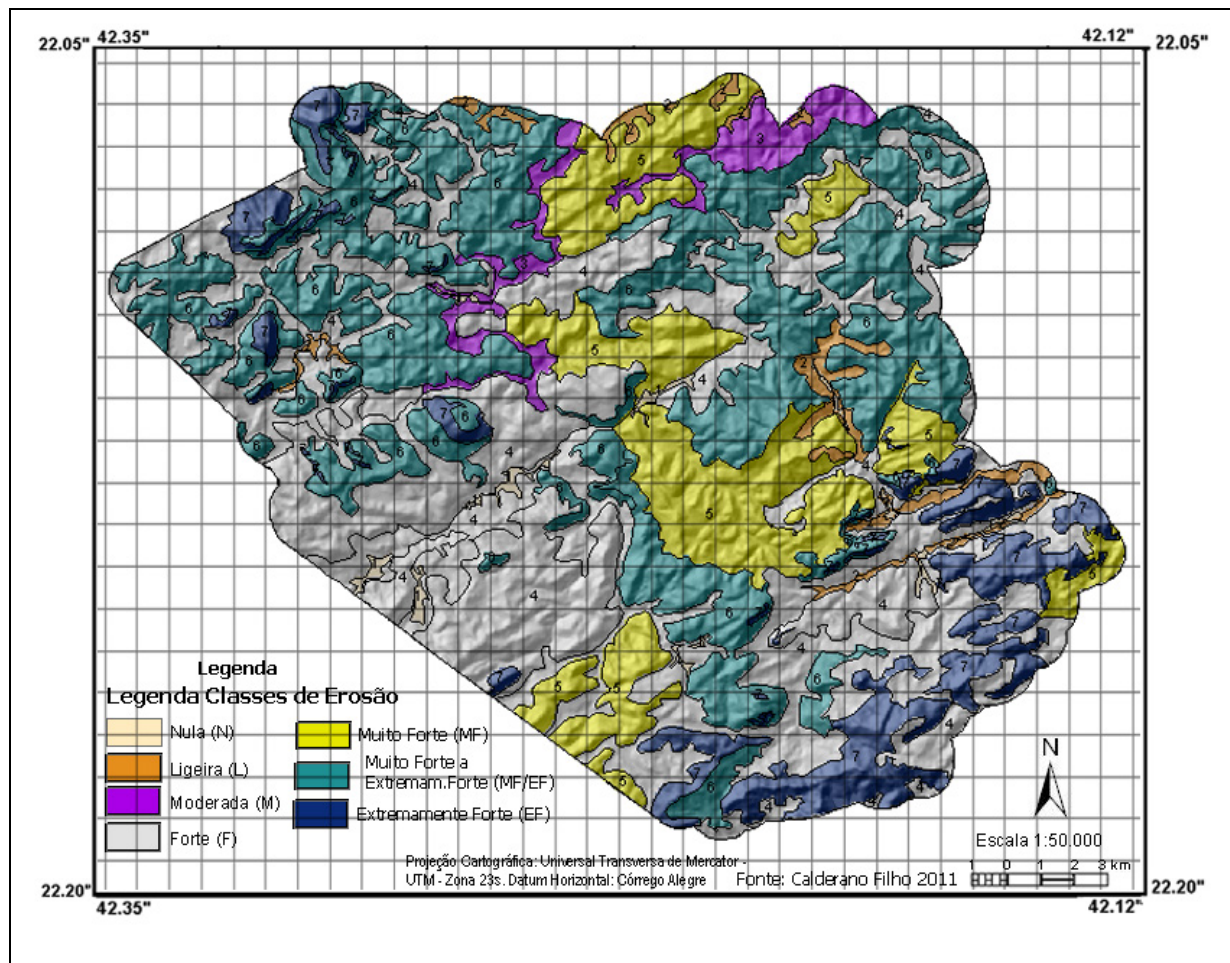 22.05" 42.35" 42.12" 22.05"
Legenda
Legenda Classes de Erosão
Nula (N)
Ligeira (L)
Moderada (M)
Forte (F)
Muito Forte (MF)
Muito Forte a
Extremam.Forte (MF/EF)
Extremamente Forte (EF)
N
Escala 1:50.000
1 0 1 2 3 km
Projeção Cartográfica: Universal Transversa de Mercator -
UTM - Zona 23s. Datum Horizontal: Córrego Alegre
Fonte: Calderano Filho 2011
22.20" 22.20"
42.35" 42.12"